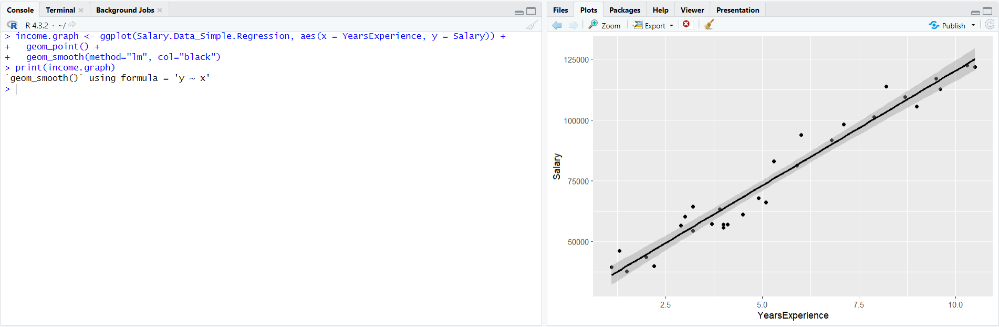 Console Terminal Background Jobs
R 4.3.2 · ~/
> income.graph <- ggplot(Salary.Data_Simple.Regression, aes(x = YearsExperience, y = Salary)) +
+   geom_point() +
+   geom_smooth(method="lm", col="black")
> print(income.graph)
`geom_smooth()` using formula = 'y ~ x'
>
Files Plots Packages Help Viewer Presentation
Zoom Export Publish
125000
100000
75000
50000
Salary
2.5 5.0 7.5 10.0
YearsExperience